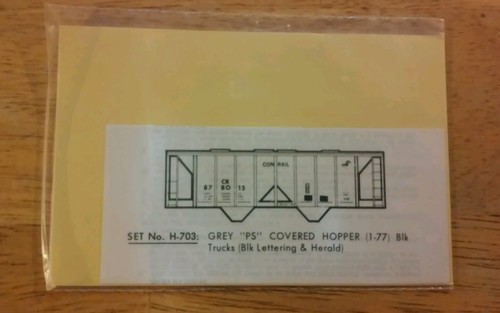 CONRAIL
CR
87 80 15
SET No. H-703: GREY "PS" COVERED HOPPER (1-77) Blk
Trucks (Blk Lettering & Herald)